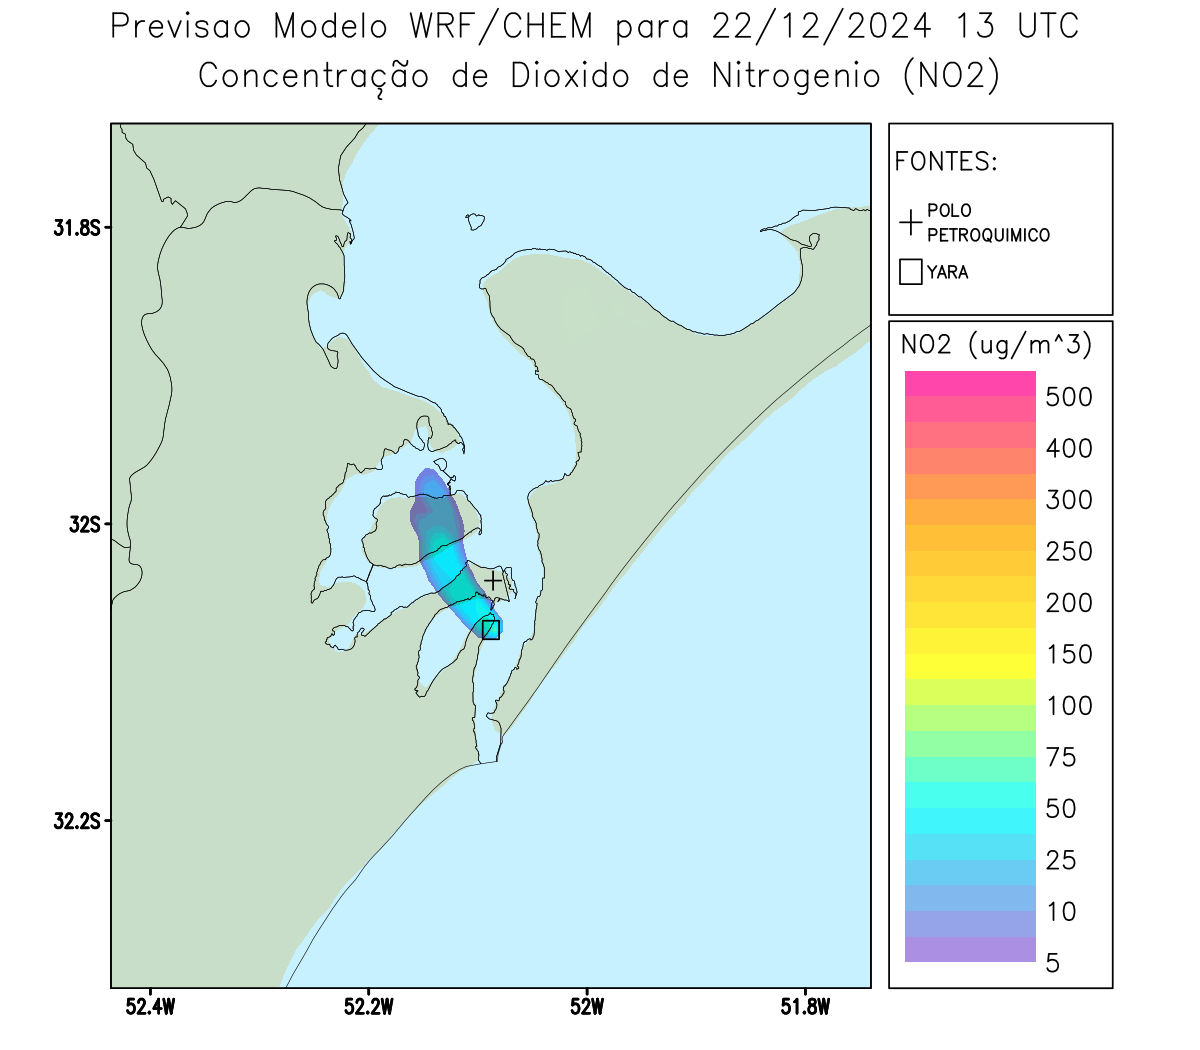 Previsao Modelo WRF/CHEM para 22/12/2024 13 UTC
Concentração de Dioxido de Nitrogenio (NO2)
FONTES:
POLO
PETROQUIMICO
YARA
NO2 (ug/m^3)
500
400
300
250
200
150
100
75
50
25
10
5
31.8S
32S
32.2S
52.4W
52.2W
52W
51.8W